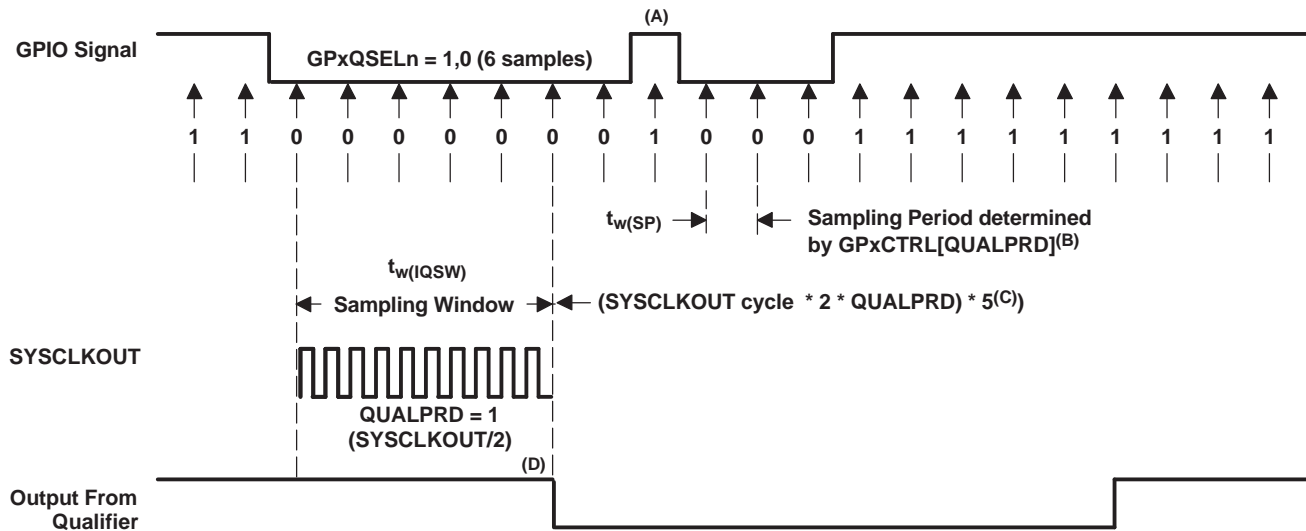 (A)
GPIO Signal
GPxQSELn = 1,0 (6 samples)
1 1 0 0 0 0 0 0 0 1 0 0 0 1 1 1 1 1 1 1 1 1
tw(SP)
Sampling Period determined
by GPxCTRL[QUALPRD](B)
tw(IQSW)
Sampling Window
(SYSCLKOUT cycle * 2 * QUALPRD) * 5(C))
SYSCLKOUT
QUALPRD = 1
(SYSCLKOUT/2)
(D)
Output From
Qualifier